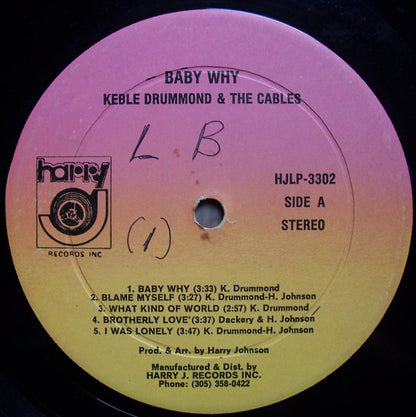 BABY WHY
KEBLE DRUMMOND & THE CABLES
L B
harry
J
RECORDS INC
(1)
HJLP-3302
SIDE A
STEREO
1. BABY WHY (3:33) K. Drummond
2. BLAME MYSELF (3:27) K. Drummond-H. Johnson
3. WHAT KIND OF WORLD (2:57) K. Drummond
4. BROTHERLY LOVE'(3:37) Dackery & H. Johnson
5. I WAS LONELY (3:47) K. Drummond-H. Johnson
Prod. & Arr. by Harry Johnson
Manufactured & Dist. by
HARRY J. RECORDS INC.
Phone: (305) 358-0422